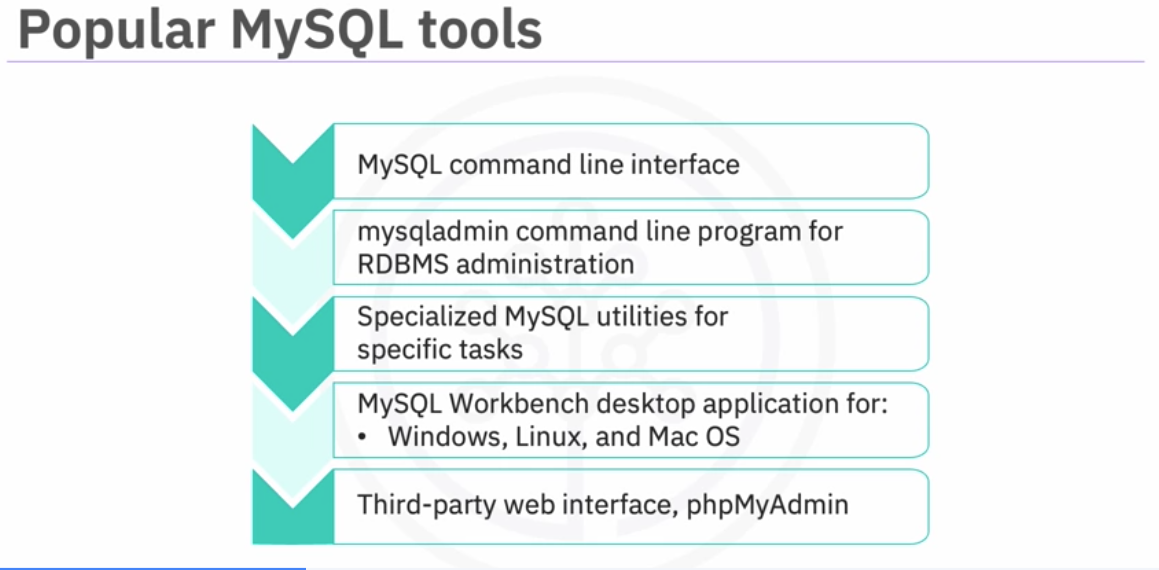 Popular MySQL tools
MySQL command line interface
mysqladmin command line program for
RDBMS administration
Specialized MySQL utilities for
specific tasks
MySQL Workbench desktop application for:
• Windows, Linux, and Mac OS
Third-party web interface, phpMyAdmin